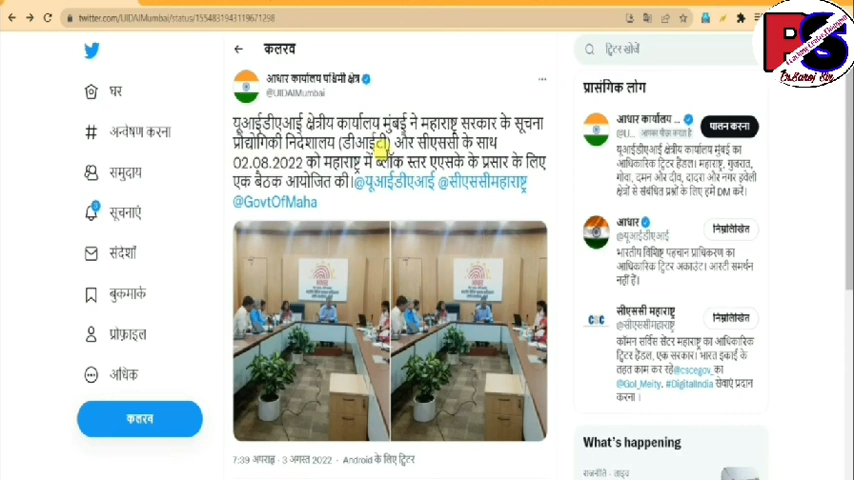 twitter.com/UIDAIMumbai/status/1554831943119671298
PS
घर
अन्वेषण करना
समुदाय
सूचनाएं
संदेशों
बुकमार्क
प्रोफ़ाइल
अधिक
कलरव
कलरव
आधार कार्यालय पश्चिमी क्षेत्र
@UIDAIMumbai
यूआईडीएआई क्षेत्रीय कार्यालय मुंबई ने महाराष्ट्र सरकार के सूचना
प्रौद्योगिकी निदेशालय (डीआईटी) और सीएससी के साथ
02.08.2022 को महाराष्ट्र में ब्लॉक स्तर एएसके के प्रसार के लिए
एक बैठक आयोजित की।@यूआईडीएआई @सीएससीमहाराष्ट्र
@GovtOfMaha
7:39 अपराह्न · 3 अगस्त 2022 · Android के लिए ट्विटर
ट्विटर खोजें
प्रासंगिक लोग
आधार कार्यालय ...
@U... आपका पीछा करता है
पालन करना
यूआईडीएआई क्षेत्रीय कार्यालय मुंबई का
आधिकारिक ट्विटर हैंडल। महाराष्ट्र, गुजरात,
गोवा, दमन और दीव, दादरा और नगर हवेली
क्षेत्रों से संबंधित प्रश्नों के लिए हमें DM करें।
आधार
@यूआईडीएआई
निम्नलिखित
भारतीय विशिष्ट पहचान प्राधिकरण का
आधिकारिक ट्विटर अकाउंट। आरटी समर्थन
नहीं हैं।
सीएससी महाराष्ट्र
@सीएससीमहाराष्ट्र
निम्नलिखित
कॉमन सर्विस सेंटर महाराष्ट्र का आधिकारिक
ट्विटर हैंडल, एक सरकार। भारत इकाई के
तहत काम कर रहे@cscegov_का
@GoI_Meity. #DigitalIndia सेवाएं प्रदान
करना ।
What's happening
राजनीति · लाइव